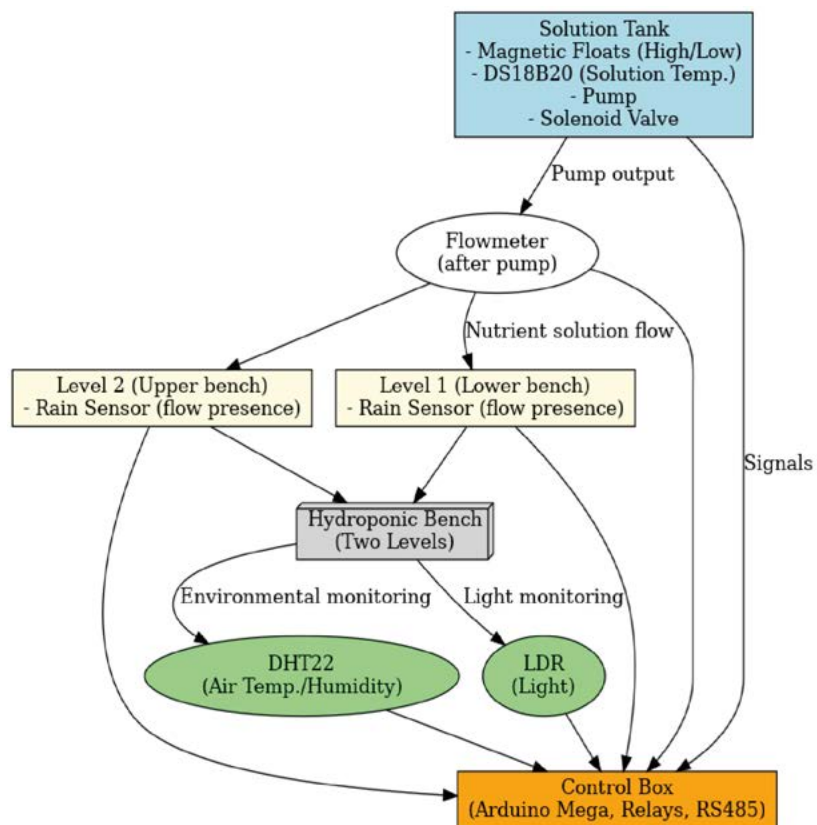 Solution Tank
- Magnetic Floats (High/Low)
- DS18B20 (Solution Temp.)
- Pump
- Solenoid Valve
Pump output
Flowmeter
(after pump)
Nutrient solution flow
Level 2 (Upper bench)
- Rain Sensor (flow presence)
Level 1 (Lower bench)
- Rain Sensor (flow presence)
Signals
Hydroponic Bench
(Two Levels)
Environmental monitoring
Light monitoring
DHT22
(Air Temp./Humidity)
LDR
(Light)
Control Box
(Arduino Mega, Relays, RS485)